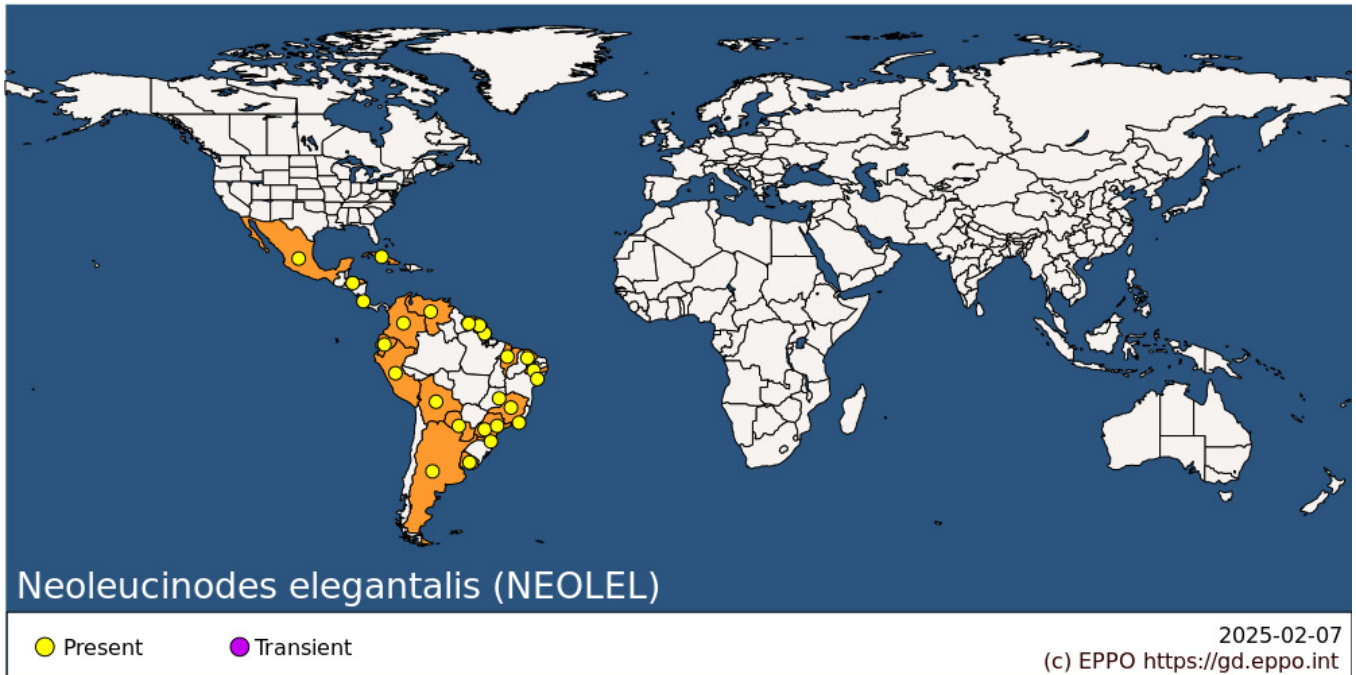 Neoleucinodes elegantalis (NEOLEL)
Present
Transient
2025-02-07
(c) EPPO https://gd.eppo.int